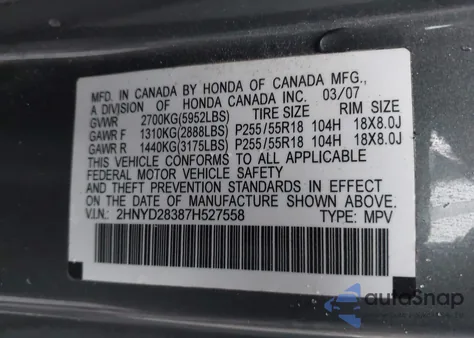 MFD. IN CANADA BY HONDA OF CANADA MFG.,
A DIVISION OF HONDA CANADA INC. 03/07
GVWR 2700KG(5952LBS) TIRE SIZE RIM SIZE
GAWR F 1310KG(2888LBS) P255/55R18 104H 18X8.0J
GAWR R 1440KG(3175LBS) P255/55R18 104H 18X8.0J
THIS VEHICLE CONFORMS TO ALL APPLICABLE
FEDERAL MOTOR VEHICLE SAFETY
AND THEFT PREVENTION STANDARDS IN EFFECT
ON THE DATE OF MANUFACTURE SHOWN ABOVE.
V.I.N.: 2HNYD28387H527558 TYPE: MPV
autoSnap